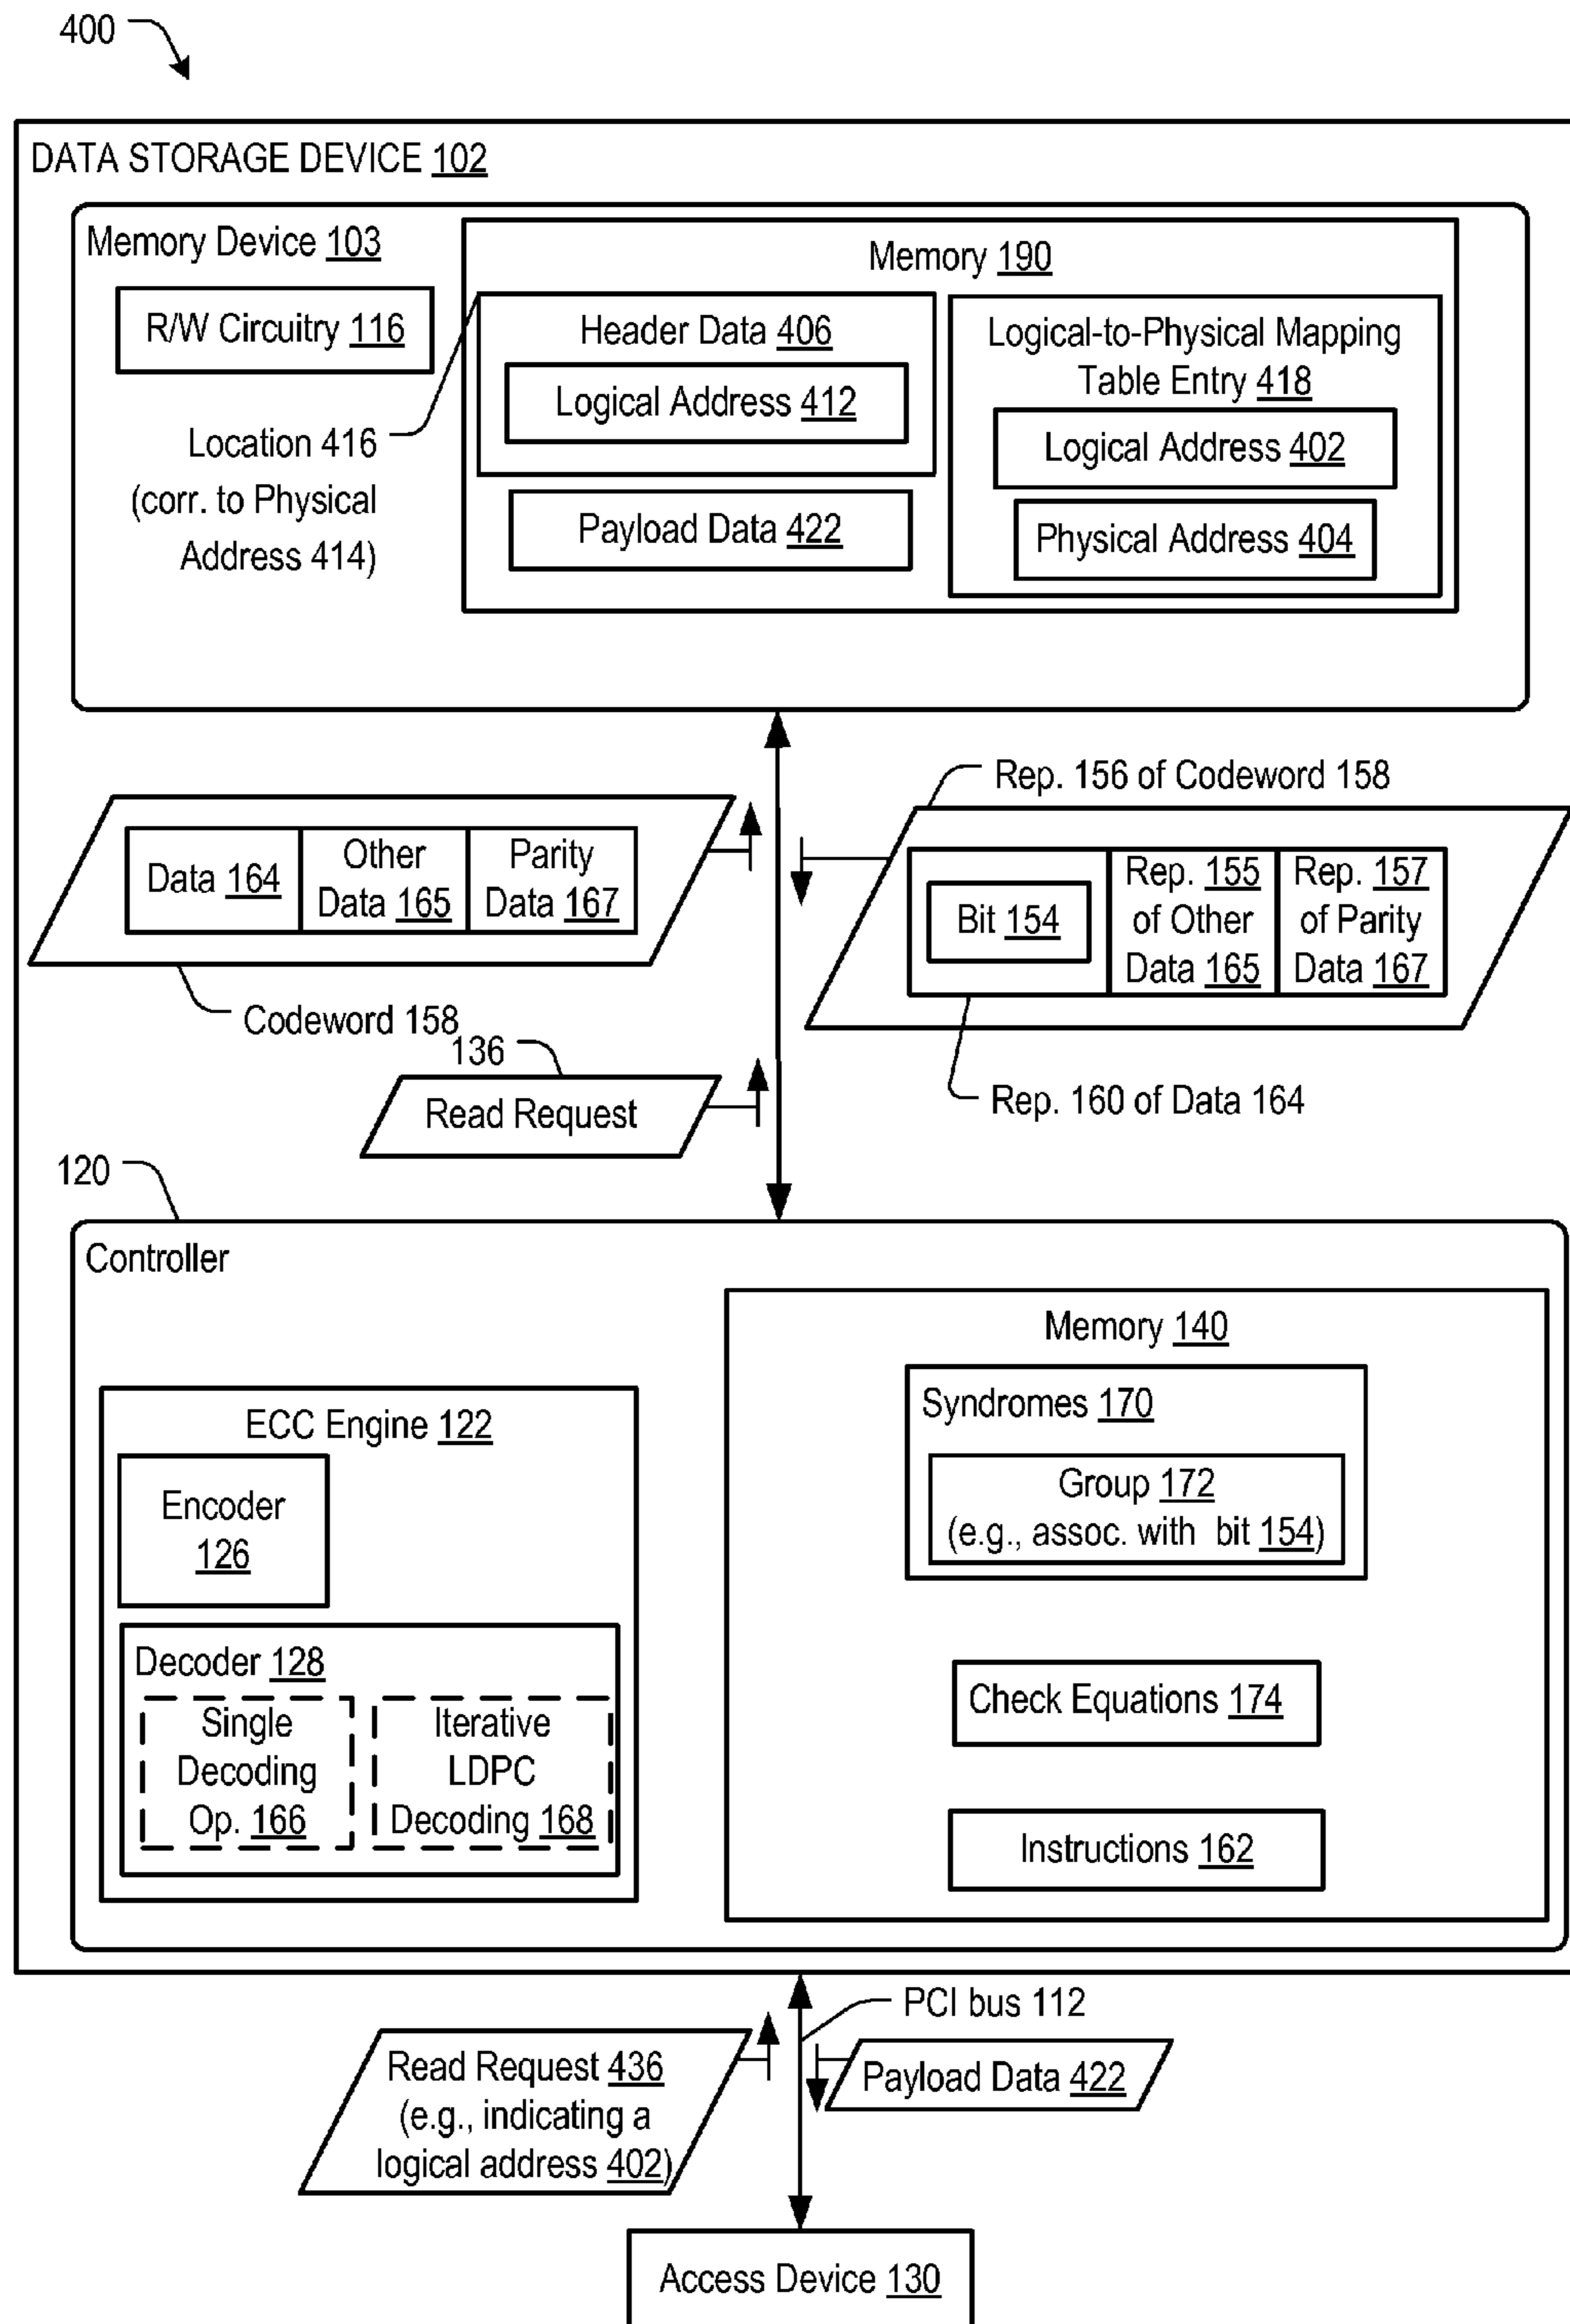 400
DATA STORAGE DEVICE 102
Memory Device 103
R/W Circuitry 116
Location 416
(corr. to Physical
Address 414)
Memory 190
Header Data 406
Logical Address 412
Payload Data 422
Logical-to-Physical Mapping
Table Entry 418
Logical Address 402
Physical Address 404
Data 164
Other
Data 165
Parity
Data 167
Codeword 158
Rep. 156 of Codeword 158
Bit 154
Rep. 155
of Other
Data 165
Rep. 157
of Parity
Data 167
Rep. 160 of Data 164
136
Read Request
120
Controller
ECC Engine 122
Encoder
126
Decoder 128
Single
Decoding
Op. 166
Iterative
LDPC
Decoding 168
Memory 140
Syndromes 170
Group 172
(e.g., assoc. with bit 154)
Check Equations 174
Instructions 162
PCI bus 112
Read Request 436
(e.g., indicating a
logical address 402)
Payload Data 422
Access Device 130